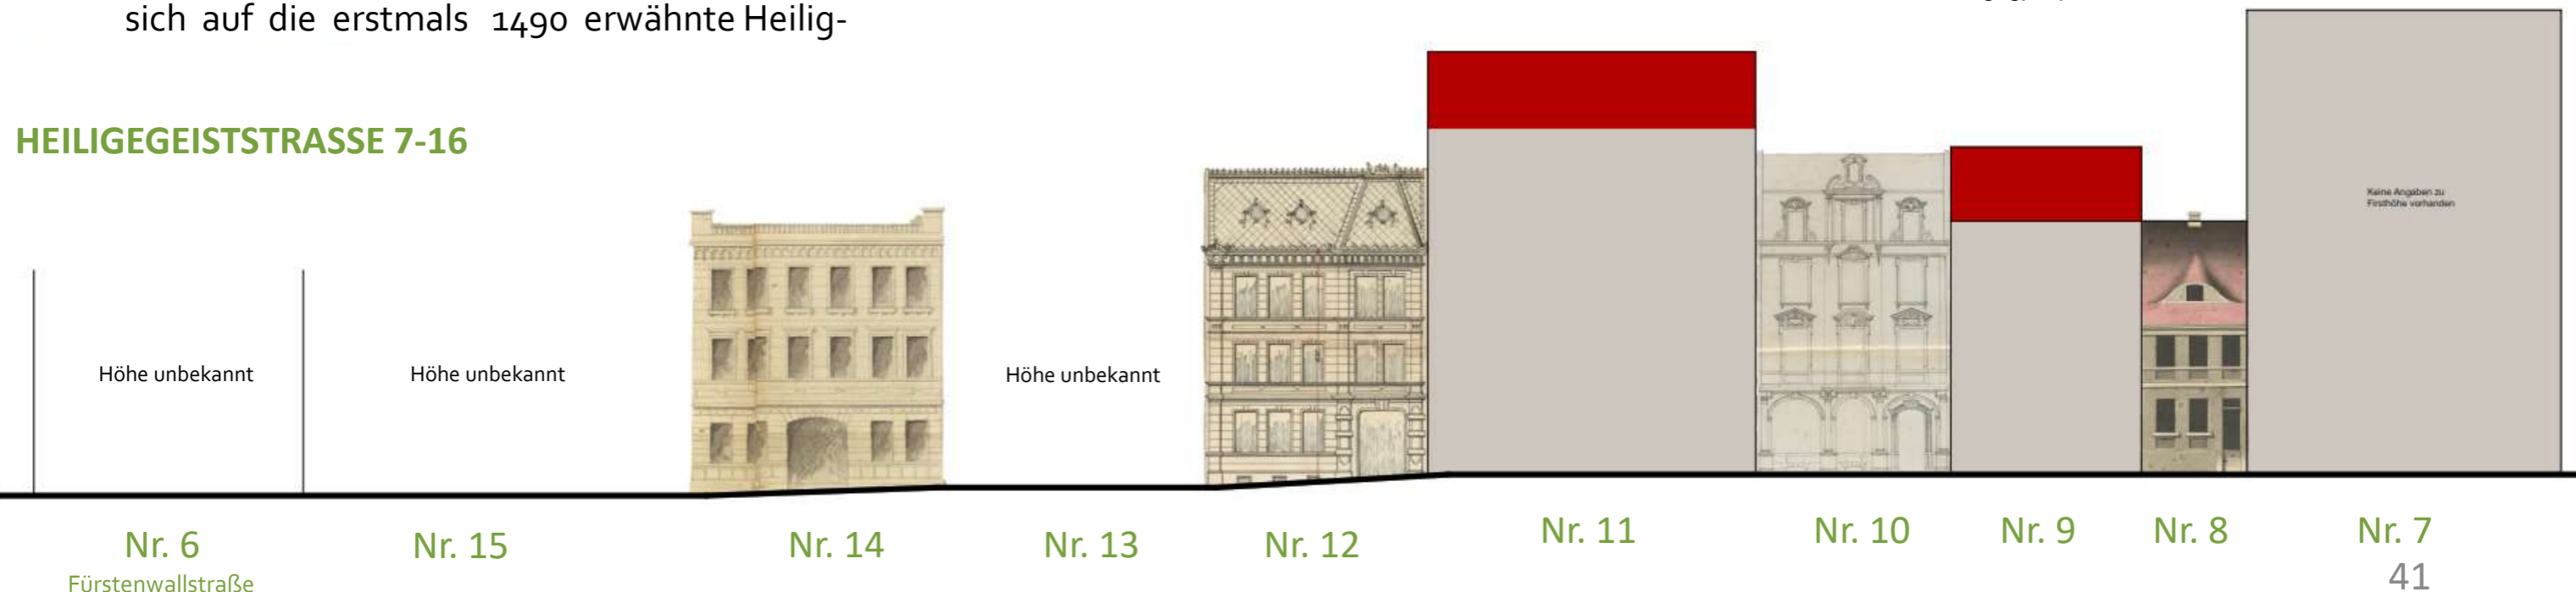 sich auf die erstmals 1490 erwähnte Heilig-
HEILIGEGEISTSTRASSE 7-16
Keine Angaben zu
Firsthöhe vorhanden
Höhe unbekannt
Höhe unbekannt
Höhe unbekannt
Nr. 6
Nr. 15
Nr. 14
Nr. 13
Nr. 12
Nr. 11
Nr. 10
Nr. 9
Nr. 8
Nr. 7
Fürstenwallstraße
41